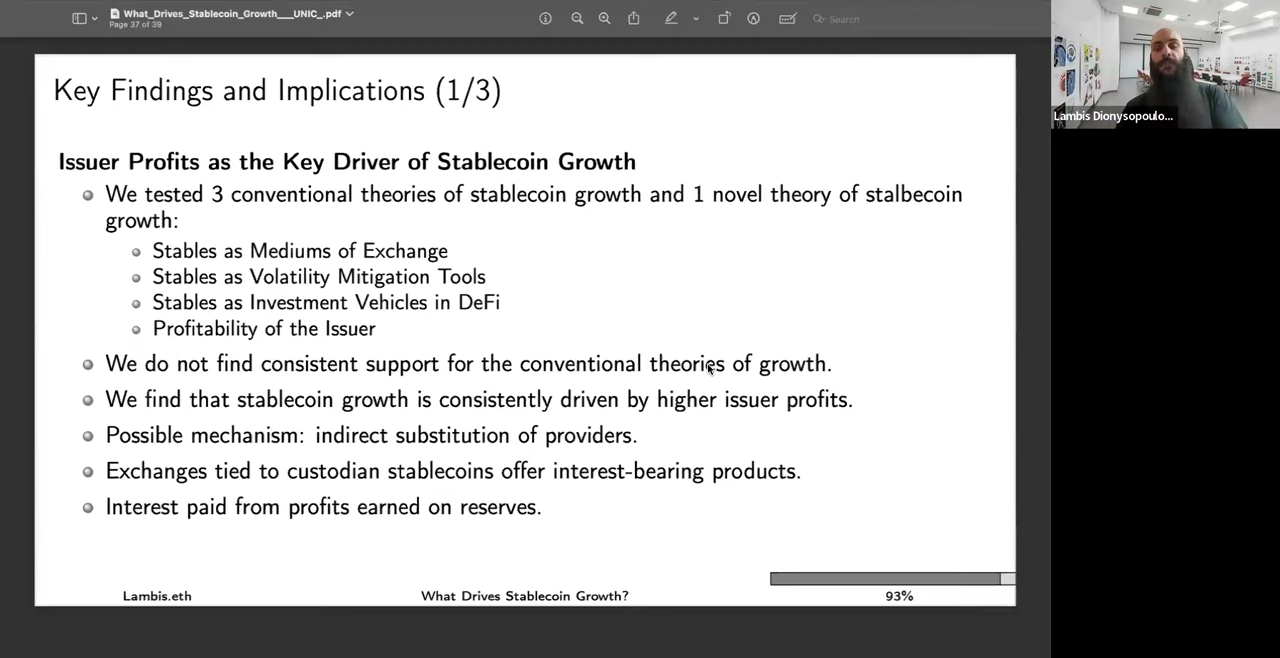 What_Drives_Stablecoin_Growth___UNIC_.pdf
Page 37 of 39
Search
Key Findings and Implications (1/3)
Issuer Profits as the Key Driver of Stablecoin Growth
We tested 3 conventional theories of stablecoin growth and 1 novel theory of stalbecoin
growth:
Stables as Mediums of Exchange
Stables as Volatility Mitigation Tools
Stables as Investment Vehicles in DeFi
Profitability of the Issuer
We do not find consistent support for the conventional theories of growth.
We find that stablecoin growth is consistently driven by higher issuer profits.
Possible mechanism: indirect substitution of providers.
Exchanges tied to custodian stablecoins offer interest-bearing products.
Interest paid from profits earned on reserves.
Lambis.eth
What Drives Stablecoin Growth?
93%
Lambis Dionysopoulo...